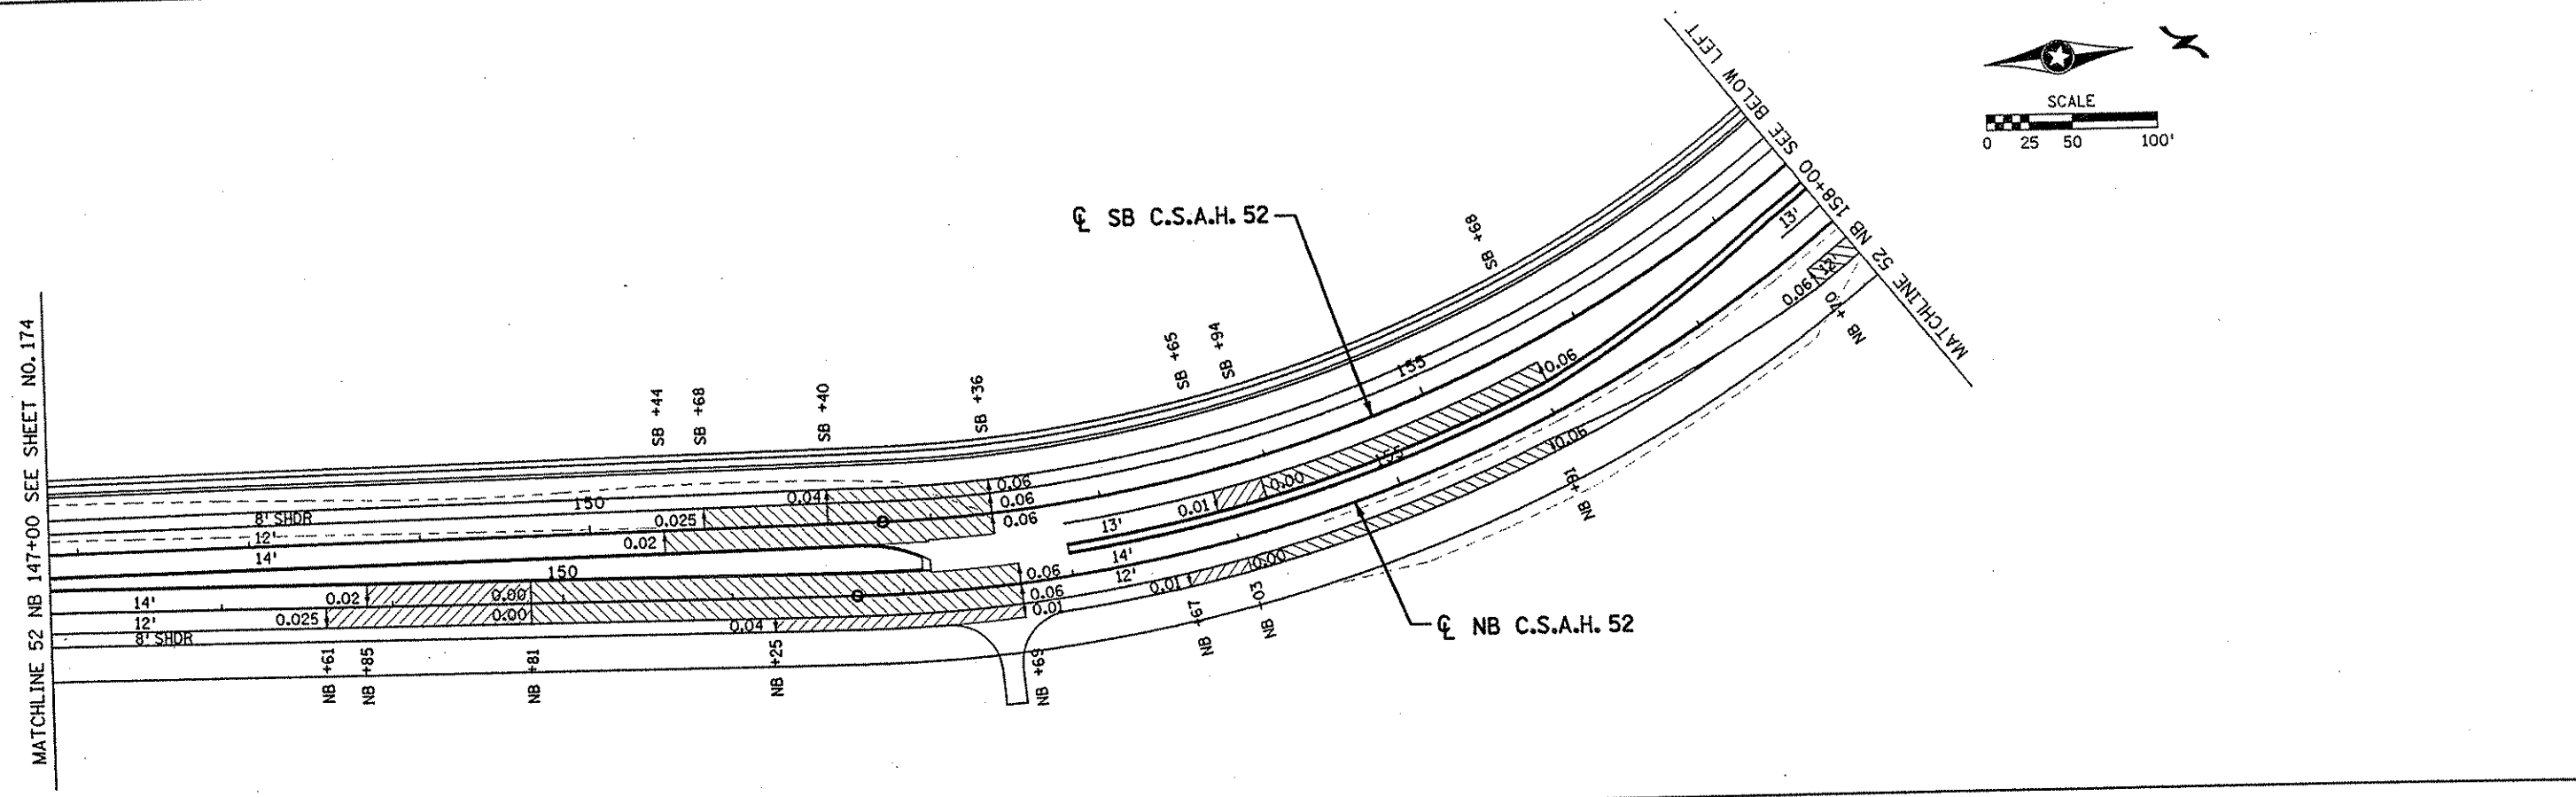 MATCHLINE 52 NB 147+00 SEE SHEET NO. 174
MATCHLINE 52 NB 158+00 SEE BELOW LEFT
SCALE
0 25 50 100'
℄ SB C.S.A.H. 52
SB +44
SB +68
SB +40
SB +36
SB +65
SB +94
SB +68
150
8' SHDR
12'
14'
0.04
0.025
0.02
0.06
0.06
0.06
155
13'
0.01
0.00
0.06
13'
150
14'
12'
8' SHDR
0.02
0.00
0.025
0.00
0.04
0.06
0.06
0.01
14'
12'
155
0.01
0.00
0.06
0.06
12'
℄ NB C.S.A.H. 52
NB +61
NB +85
NB +81
NB +25
NB +69
NB +67
NB -03
NB +91
NB +70